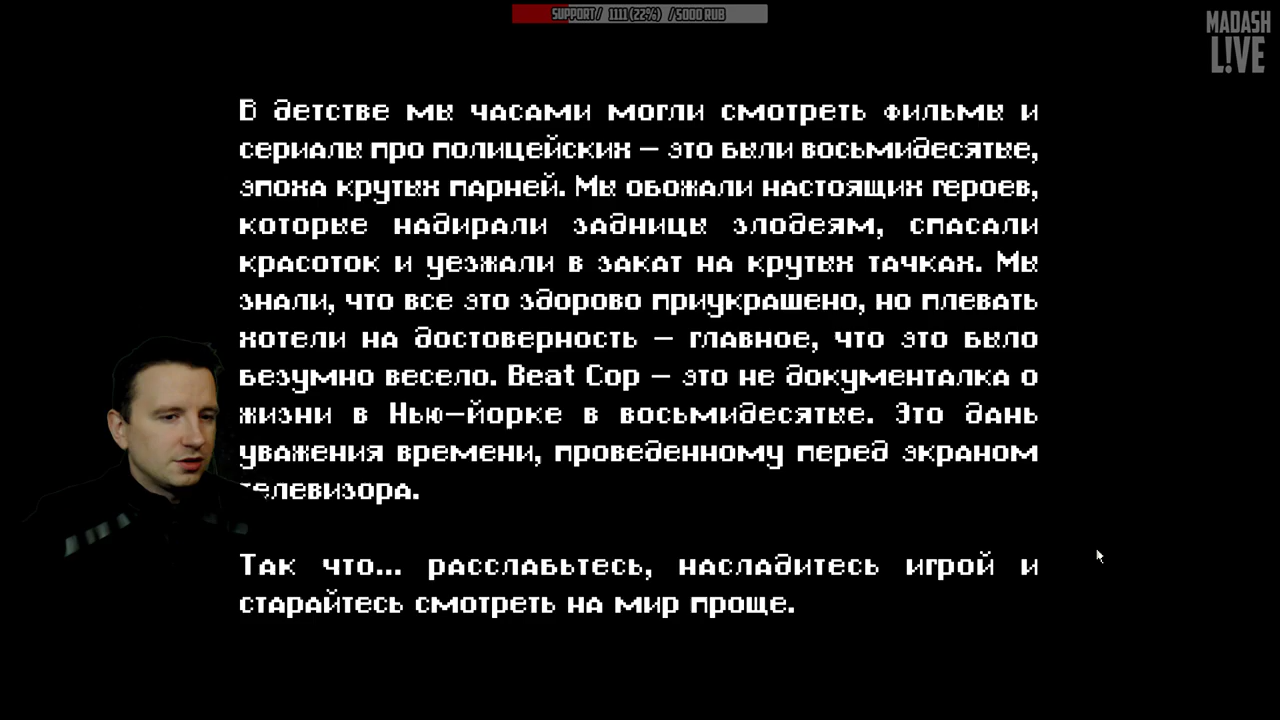 SUPPORT / 1111 (22%) / 5000 RUB
MADASH
L!VE
В детстве мы часами могли смотреть фильмы и
сериалы про полицейских – это были восьмидесятые,
эпоха крутых парней. Мы обожали настоящих героев,
которые надирали задницы злодеям, спасали
красоток и уезжали в закат на крутых тачках. Мы
знали, что все это здорово приукрашено, но плевать
хотели на достоверность – главное, что это было
безумно весело. Beat Cop – это не документалка о
жизни в Нью-йорке в восьмидесятые. Это дань
уважения времени, проведенному перед экраном
телевизора.
Так что... расслабьтесь, насладитесь игрой и
старайтесь смотреть на мир проще.